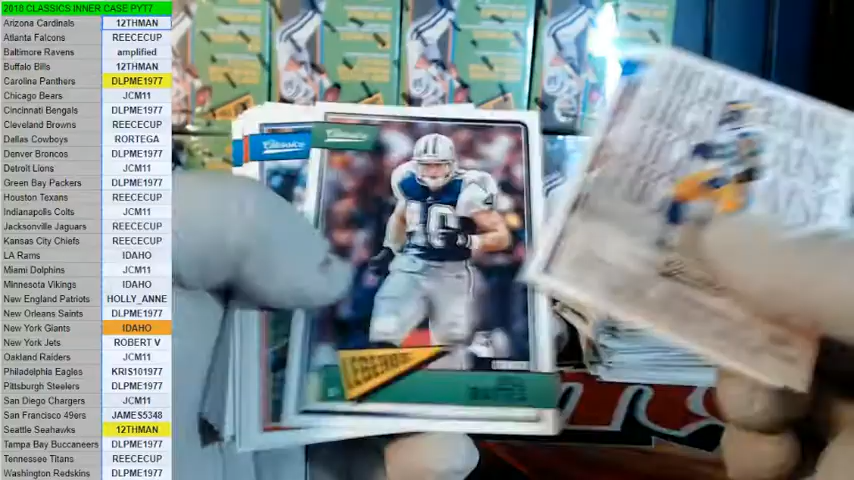 2018 CLASSICS INNER CASE PYT7
Arizona Cardinals 12THMAN
Atlanta Falcons REECECUP
Baltimore Ravens amplified
Buffalo Bills 12THMAN
Carolina Panthers DLPME1977
Chicago Bears JCM11
Cincinnati Bengals DLPME1977
Cleveland Browns REECECUP
Dallas Cowboys RORTEGA
Denver Broncos DLPME1977
Detroit Lions JCM11
Green Bay Packers DLPME1977
Houston Texans REECECUP
Indianapolis Colts JCM11
Jacksonville Jaguars REECECUP
Kansas City Chiefs REECECUP
LA Rams IDAHO
Miami Dolphins JCM11
Minnesota Vikings IDAHO
New England Patriots HOLLY_ANNE
New Orleans Saints DLPME1977
New York Giants IDAHO
New York Jets ROBERT V
Oakland Raiders JCM11
Philadelphia Eagles KRIS101977
Pittsburgh Steelers DLPME1977
San Diego Chargers JCM11
San Francisco 49ers JAMES5348
Seattle Seahawks 12THMAN
Tampa Bay Buccaneers DLPME1977
Tennessee Titans REECECUP
Washington Redskins DLPME1977
Classics
Classics
40
LEGENDS